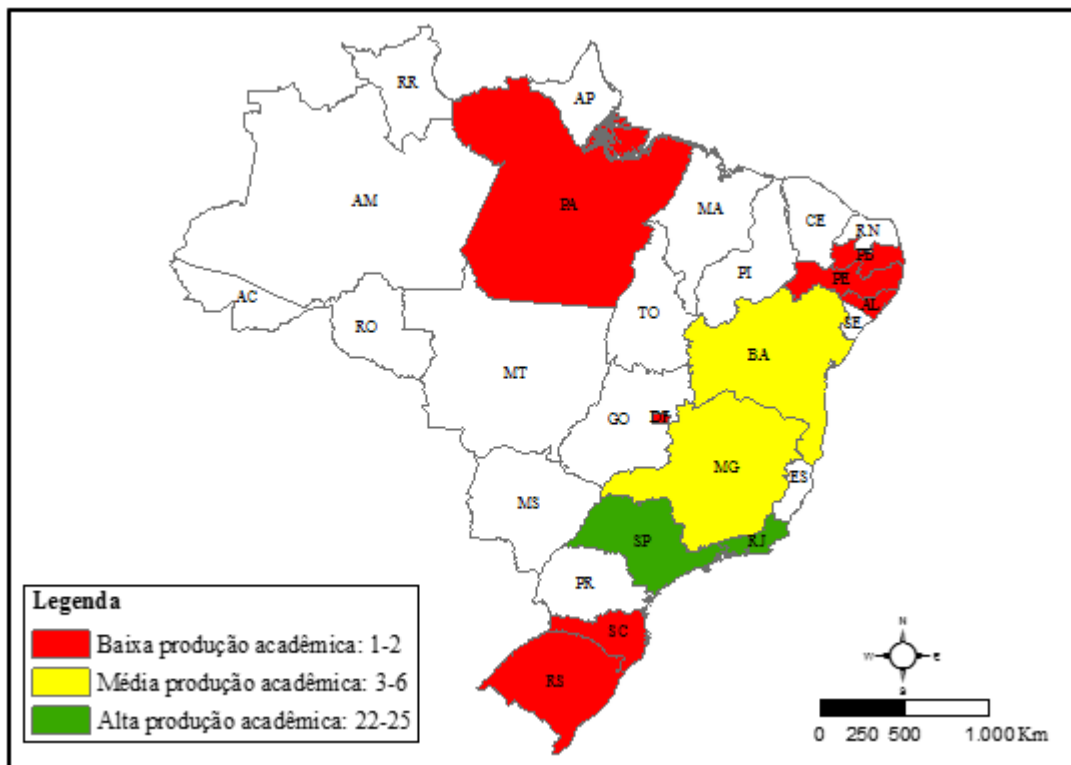 RR
AP
AM
PA
MA
CE
RN
PB
PI
PE
AL
AC
SE
TO
RO
BA
MT
GO
DF
MG
ES
MS
SP
RJ
PR
Legenda
Baixa produção acadêmica: 1-2
Média produção acadêmica: 3-6
Alta produção acadêmica: 22-25
SC
RS
N
W
E
S
0 250 500 1.000 Km